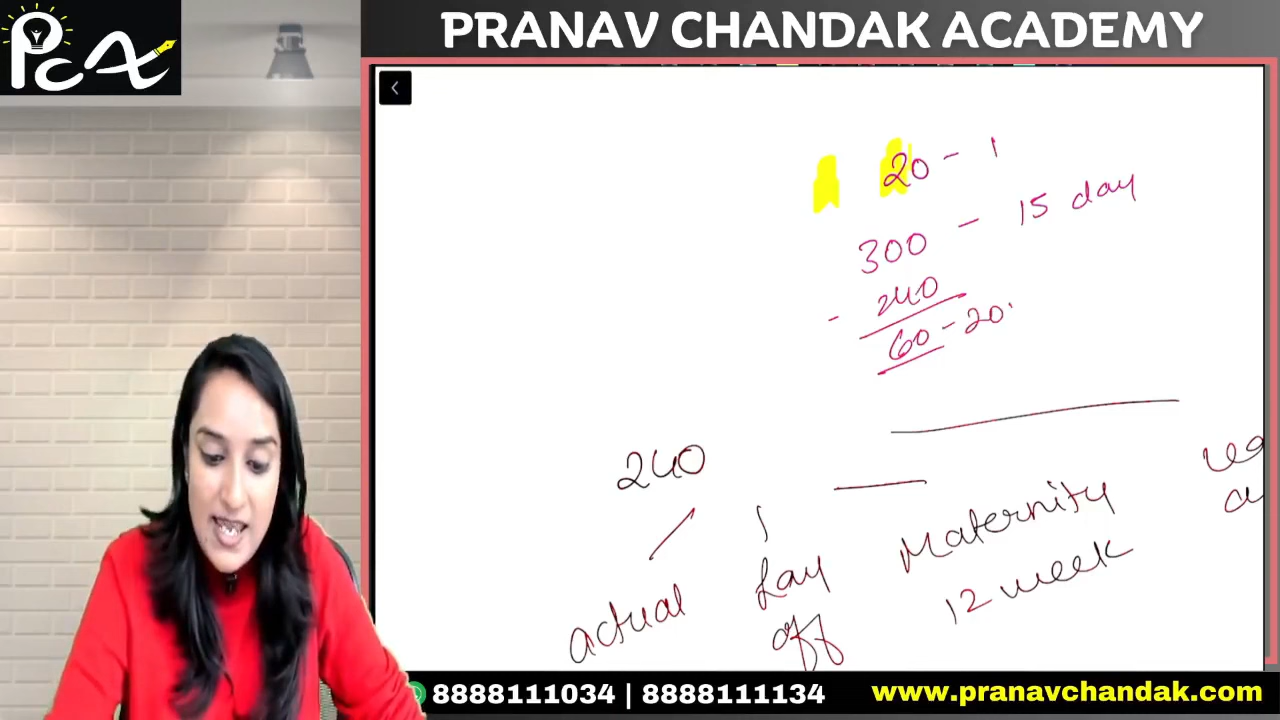 PCA
PRANAV CHANDAK ACADEMY
20 - 1
300 - 15 day
- 240
60 - 20
240
actual
Lay
off
Maternity
12 week
8888111034 | 8888111134
www.pranavchandak.com